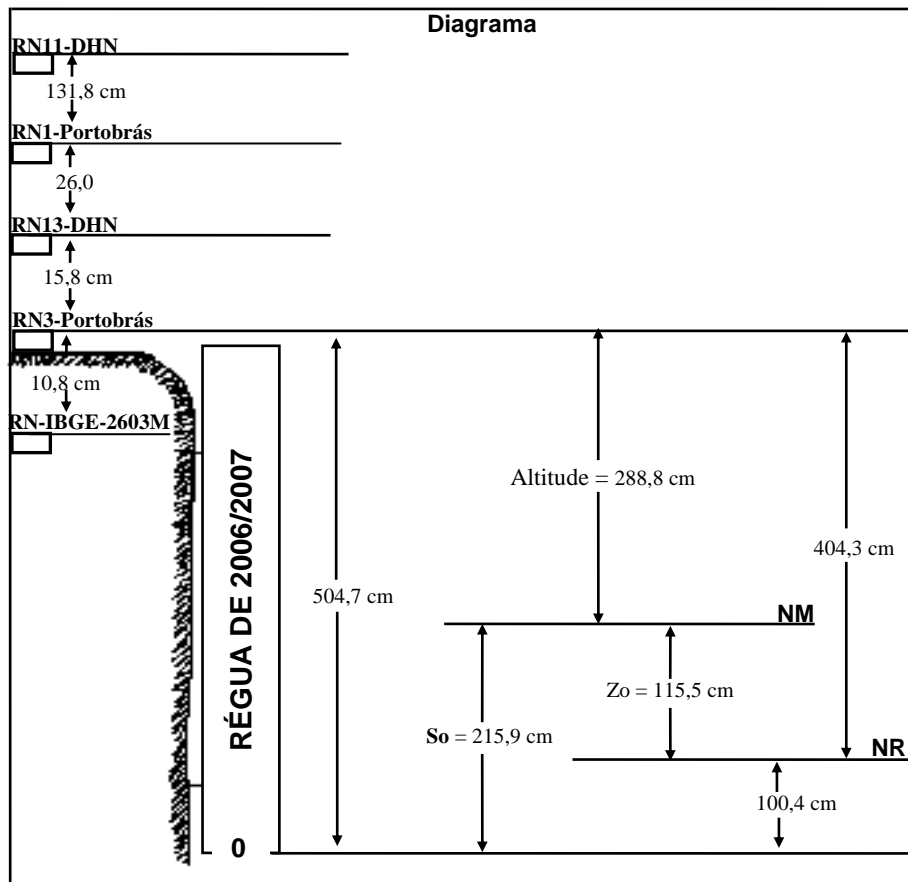 Diagrama
RN11-DHN
131,8 cm
RN1-Portobrás
26,0
RN13-DHN
15,8 cm
RN3-Portobrás
10,8 cm
RN-IBGE-2603M
RÉGUA DE 2006/2007
0
504,7 cm
Altitude = 288,8 cm
404,3 cm
NM
Zo = 115,5 cm
So = 215,9 cm
NR
100,4 cm